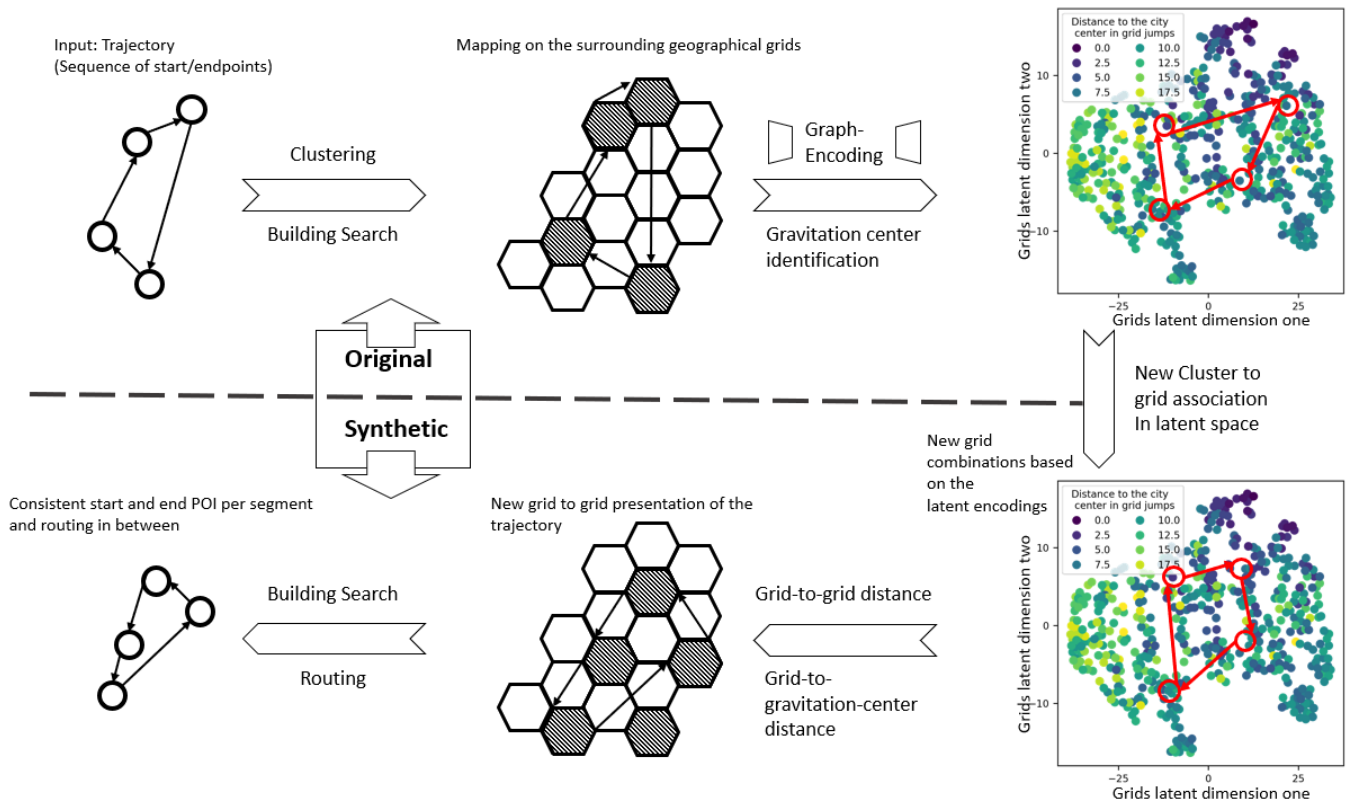 Input: Trajectory
(Sequence of start/endpoints)
Clustering
Building Search
Mapping on the surrounding geographical grids
Graph-
Encoding
Gravitation center
identification
Distance to the city
center in grid jumps
0.0 10.0
2.5 12.5
5.0 15.0
7.5 17.5
Grids latent dimension two
10
0
−10
−25 0 25
Grids latent dimension one
Original
Synthetic
New Cluster to
grid association
In latent space
New grid
combinations based
on the
latent encodings
Consistent start and end POI per segment
and routing in between
Building Search
Routing
New grid to grid presentation of the
trajectory
Grid-to-grid distance
Grid-to-
gravitation-center
distance
Distance to the city
center in grid jumps
0.0 10.0
2.5 12.5
5.0 15.0
7.5 17.5
Grids latent dimension two
10
0
−10
−25 0 25
Grids latent dimension one